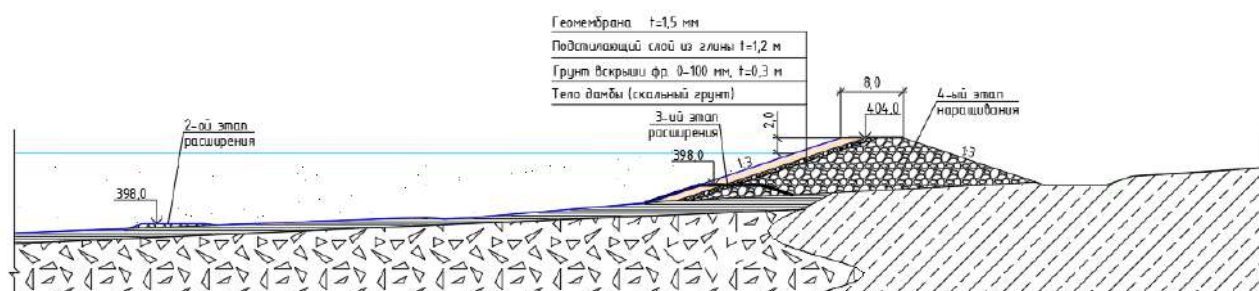 Геомембрана t=1,5 мм
Подстилающий слой из глины t=1,2 м
Грунт вскрыши фр. 0-100 мм, t=0,3 м
Тело дамбы (скальный грунт)
8,0
4-ый этап
наращивания
404.0
2,0
3-ий этап
расширения
2-ой этап
расширения
398.0
1:3
1:3
398.0